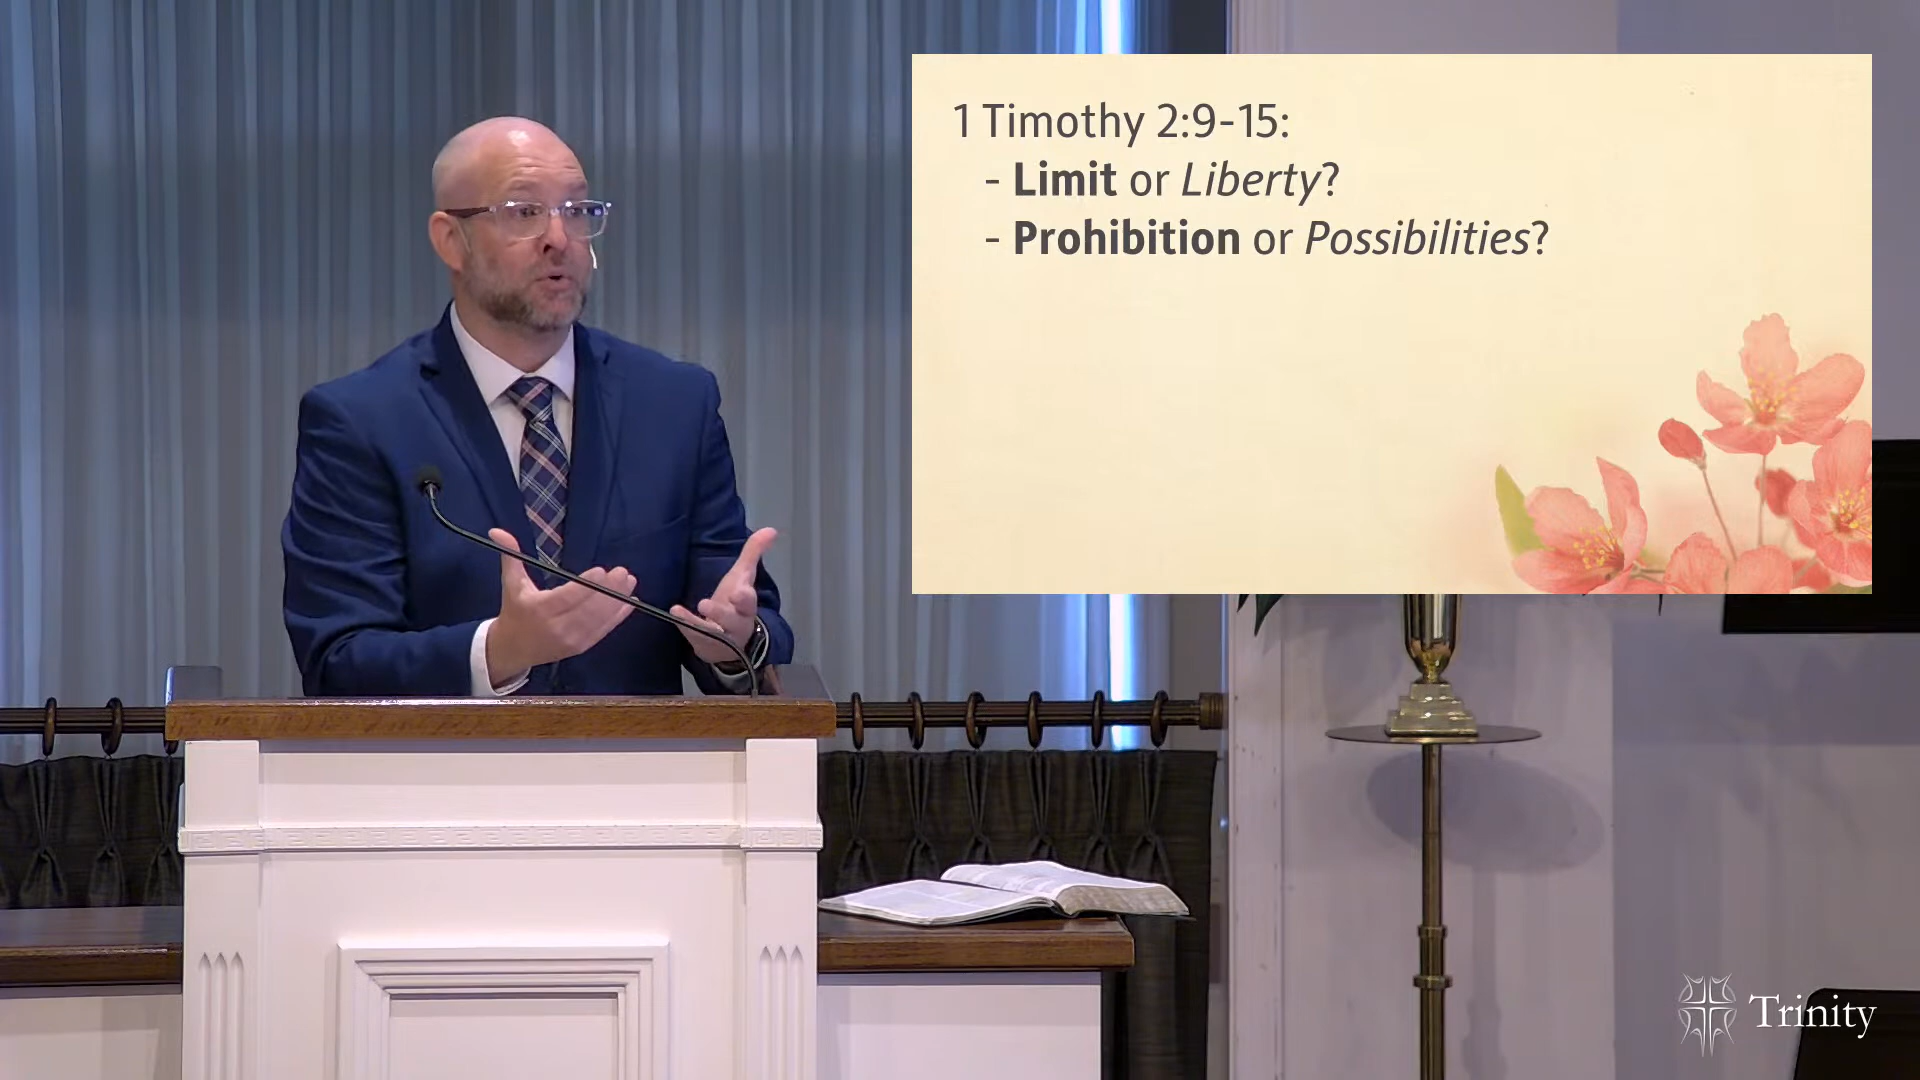 1 Timothy 2:9-15:
- Limit or Liberty?
- Prohibition or Possibilities?
Trinity